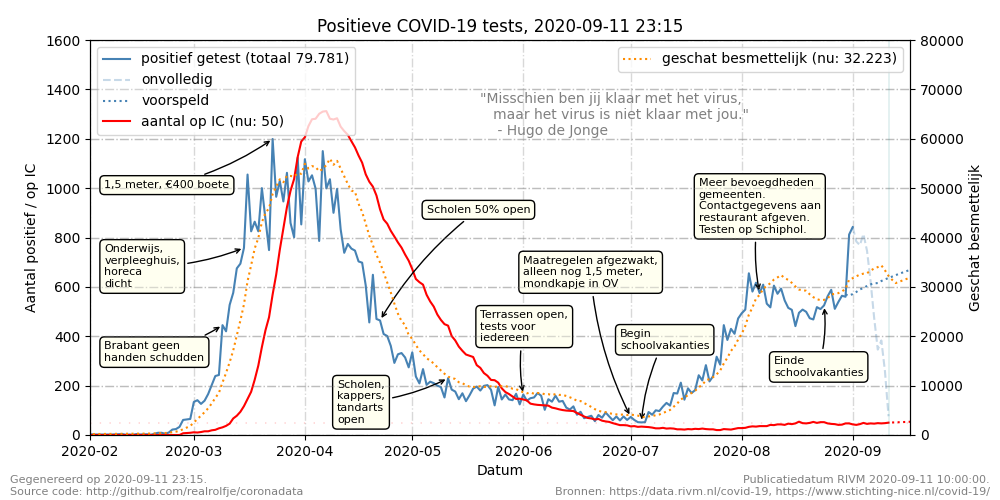 Positieve COVID-19 tests, 2020-09-11 23:15
positief getest (totaal 79.781)
onvolledig
voorspeld
aantal op IC (nu: 50)
geschat besmettelijk (nu: 32.223)
"Misschien ben jij klaar met het virus,
maar het virus is niet klaar met jou."
- Hugo de Jonge
1,5 meter, €400 boete
Onderwijs,
verpleeghuis,
horeca
dicht
Brabant geen
handen schudden
Scholen 50% open
Scholen,
kappers,
tandarts
open
Terrassen open,
tests voor
iedereen
Maatregelen afgezwakt,
alleen nog 1,5 meter,
mondkapje in OV
Begin
schoolvakanties
Meer bevoegdheden
gemeenten.
Contactgegevens aan
restaurant afgeven.
Testen op Schiphol.
Einde
schoolvakanties
Aantal positief / op IC
1600
1400
1200
1000
800
600
400
200
0
Geschat besmettelijk
80000
70000
60000
50000
40000
30000
20000
10000
0
2020-02
2020-03
2020-04
2020-05
2020-06
2020-07
2020-08
2020-09
Datum
Gegenereerd op 2020-09-11 23:15.
Source code: http://github.com/realrolfje/coronadata
Publicatiedatum RIVM 2020-09-11 10:00:00.
Bronnen: https://data.rivm.nl/covid-19, https://www.stichting-nice.nl/covid-19/